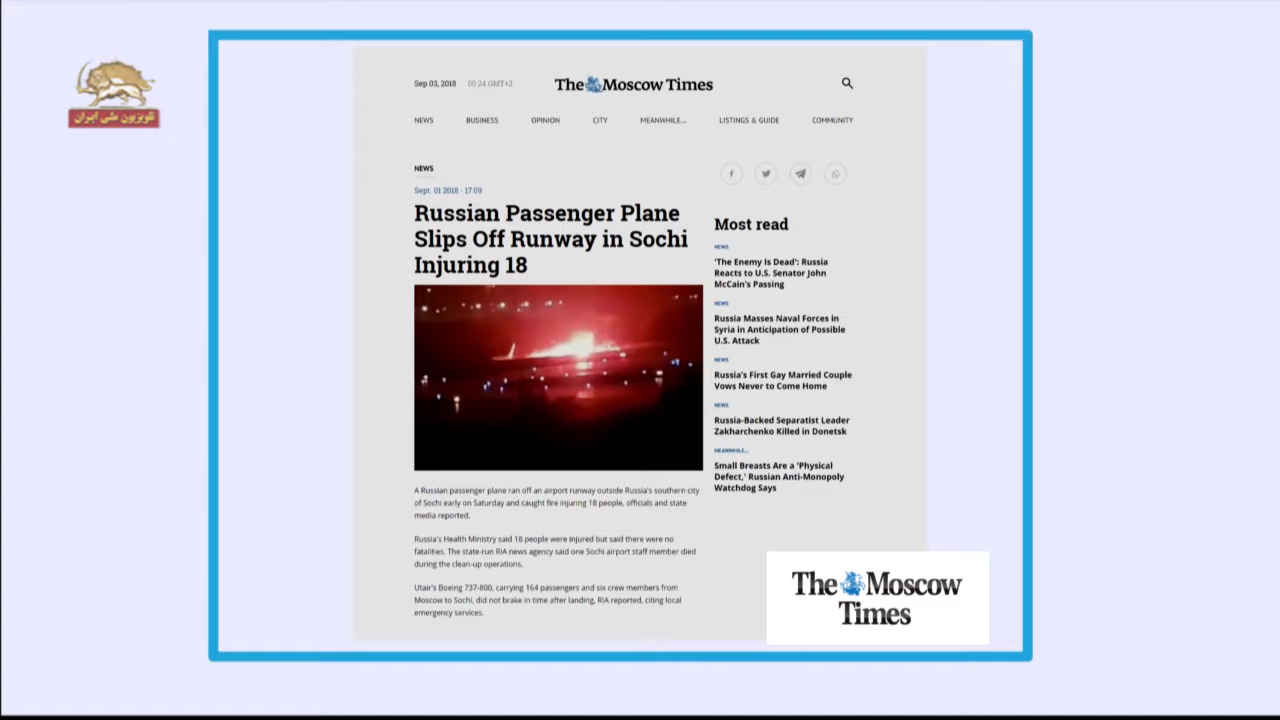 تلویزیون ملی ایران
Sep 03, 2018 00:24 GMT+2
The Moscow Times
NEWS BUSINESS OPINION CITY MEANWHILE... LISTINGS & GUIDE COMMUNITY
NEWS
Sept. 01 2018 - 17:09
Russian Passenger Plane
Slips Off Runway in Sochi
Injuring 18
A Russian passenger plane ran off an airport runway outside Russia's southern city
of Sochi early on Saturday and caught fire injuring 18 people, officials and state
media reported.
Russia's Health Ministry said 18 people were injured but said there were no
fatalities. The state-run RIA news agency said one Sochi airport staff member died
during the clean-up operations.
Utair's Boeing 737-800, carrying 164 passengers and six crew members from
Moscow to Sochi, did not brake in time after landing, RIA reported, citing local
emergency services.
Most read
NEWS
'The Enemy Is Dead': Russia
Reacts to U.S. Senator John
McCain's Passing
NEWS
Russia Masses Naval Forces in
Syria in Anticipation of Possible
U.S. Attack
NEWS
Russia's First Gay Married Couple
Vows Never to Come Home
NEWS
Russia-Backed Separatist Leader
Zakharchenko Killed in Donetsk
MEANWHILE...
Small Breasts Are a 'Physical
Defect,' Russian Anti-Monopoly
Watchdog Says
The Moscow
Times